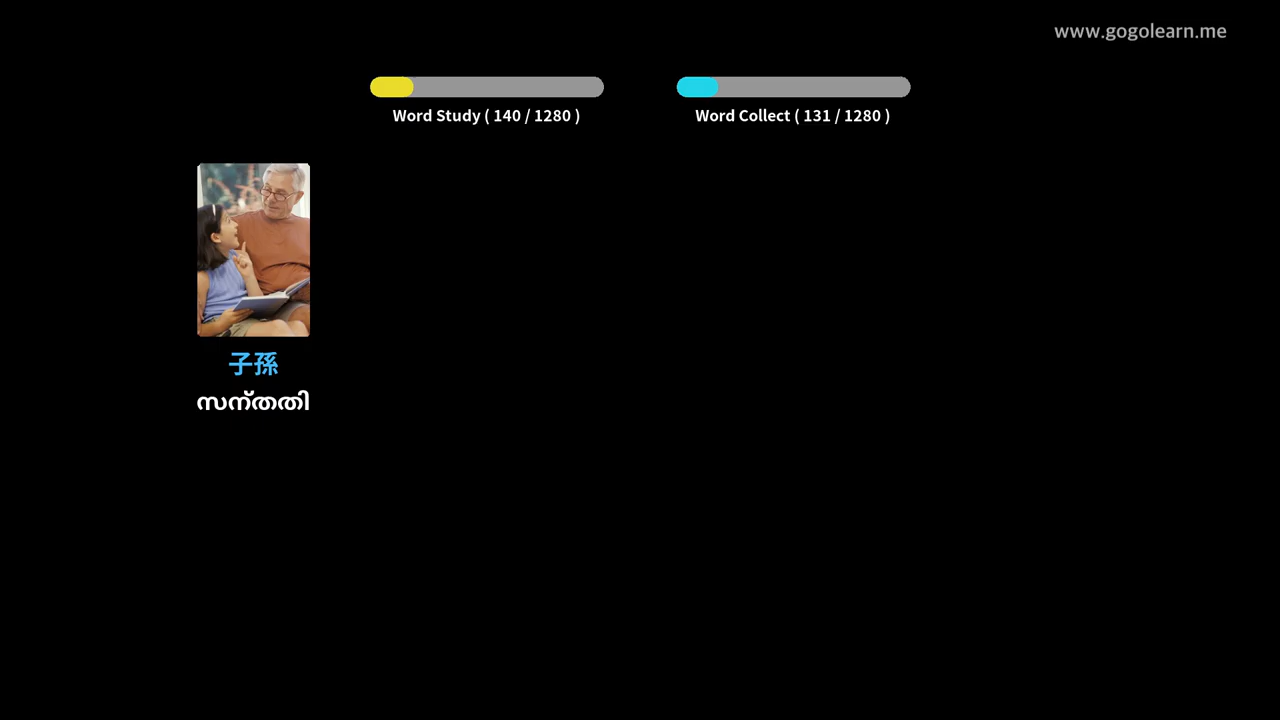 www.gogolearn.me
Word Study ( 140 / 1280 )
Word Collect ( 131 / 1280 )
子孫
സന്തതി